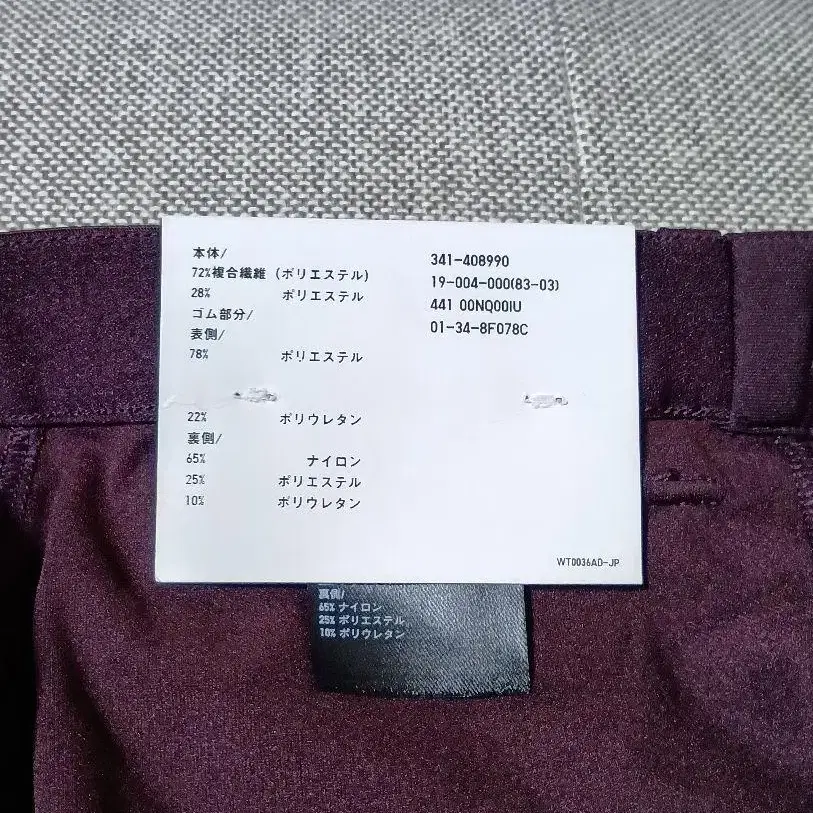 本体/
72%複合繊維 (ポリエステル)
28% ポリエステル
ゴム部分/
表側/
78% ポリエステル
22% ポリウレタン
裏側/
65% ナイロン
25% ポリエステル
10% ポリウレタン
341-408990
19-004-000(83-03)
441 00NQ00IU
01-34-8F078C
WT0036AD-JP
裏側/
65% ナイロン
25% ポリエステル
10% ポリウレタン